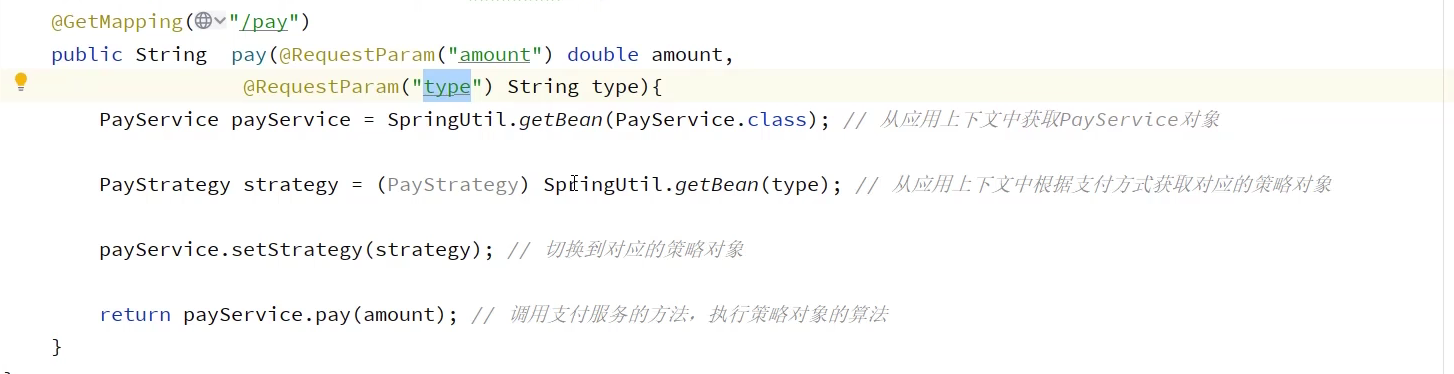 @GetMapping("/pay")
public String  pay(@RequestParam("amount") double amount,
@RequestParam("type") String type){
PayService payService = SpringUtil.getBean(PayService.class); // 从应用上下文中获取PayService对象
PayStrategy strategy = (PayStrategy) SpringUtil.getBean(type); // 从应用上下文中根据支付方式获取对应的策略对象
payService.setStrategy(strategy); // 切换到对应的策略对象
return payService.pay(amount); // 调用支付服务的方法，执行策略对象的算法
}